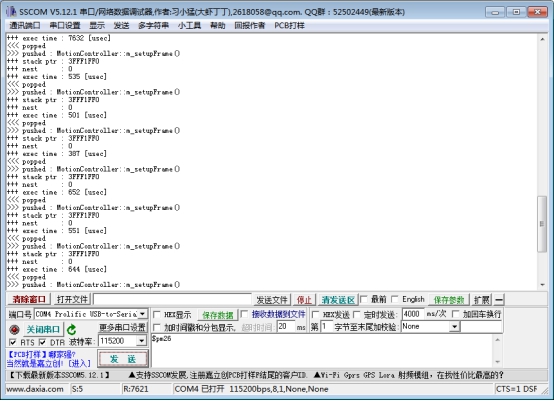 SSCOM V5.12.1 串口/网络数据调试器,作者:习小猛(大虾丁丁),2618058@qq.com. QQ群：52502449(最新版本)
通讯端口 串口设置 显示 发送 多字符串 小工具 帮助 回报作者 PCB打样
+++ exec time : 7632 [usec]
<<< popped
>>> pushed : MotionController::m_setupFrame()
+++ stack ptr : 3FFF1FF0
+++ nest : 0
+++ exec time : 535 [usec]
<<< popped
>>> pushed : MotionController::m_setupFrame()
+++ stack ptr : 3FFF1FF0
+++ nest : 0
+++ exec time : 501 [usec]
<<< popped
>>> pushed : MotionController::m_setupFrame()
+++ stack ptr : 3FFF1FF0
+++ nest : 0
+++ exec time : 387 [usec]
<<< popped
>>> pushed : MotionController::m_setupFrame()
+++ stack ptr : 3FFF1FF0
+++ nest : 0
+++ exec time : 652 [usec]
<<< popped
>>> pushed : MotionController::m_setupFrame()
+++ stack ptr : 3FFF1FF0
+++ nest : 0
+++ exec time : 551 [usec]
<<< popped
>>> pushed : MotionController::m_setupFrame()
+++ stack ptr : 3FFF1FF0
+++ nest : 0
+++ exec time : 644 [usec]
<<< popped
>>> pushed : MotionController::m_setupFrame()
清除窗口 打开文件 发送文件 停止 清发送区 最前 English 保存参数 扩展 —
端口号 COM4 Prolific USB-to-Seria HEX显示 保存数据 接收数据到文件 HEX发送 定时发送: 4000 ms/次 加回车换行
关闭串口 更多串口设置 加时间戳和分包显示, 超时时间: 20 ms 第 1 字节至末尾加校验: None
RTS DTR 波特率: 115200 $pm26
【PCB打样】哪家强?
当然就是嘉立创! [进入] 发 送
【下载最新版本SSCOM5.12.1】 ▲支持SSCOM发展,注册嘉立创PCB打样P结尾的客户ID. ▲Wi-Fi Gprs GPS Lora 射频模组，在找性价比最高的?
www.daxia.com S:5 R:7621 COM4 已打开 115200bps,8,1,None,None CTS=1 DSF